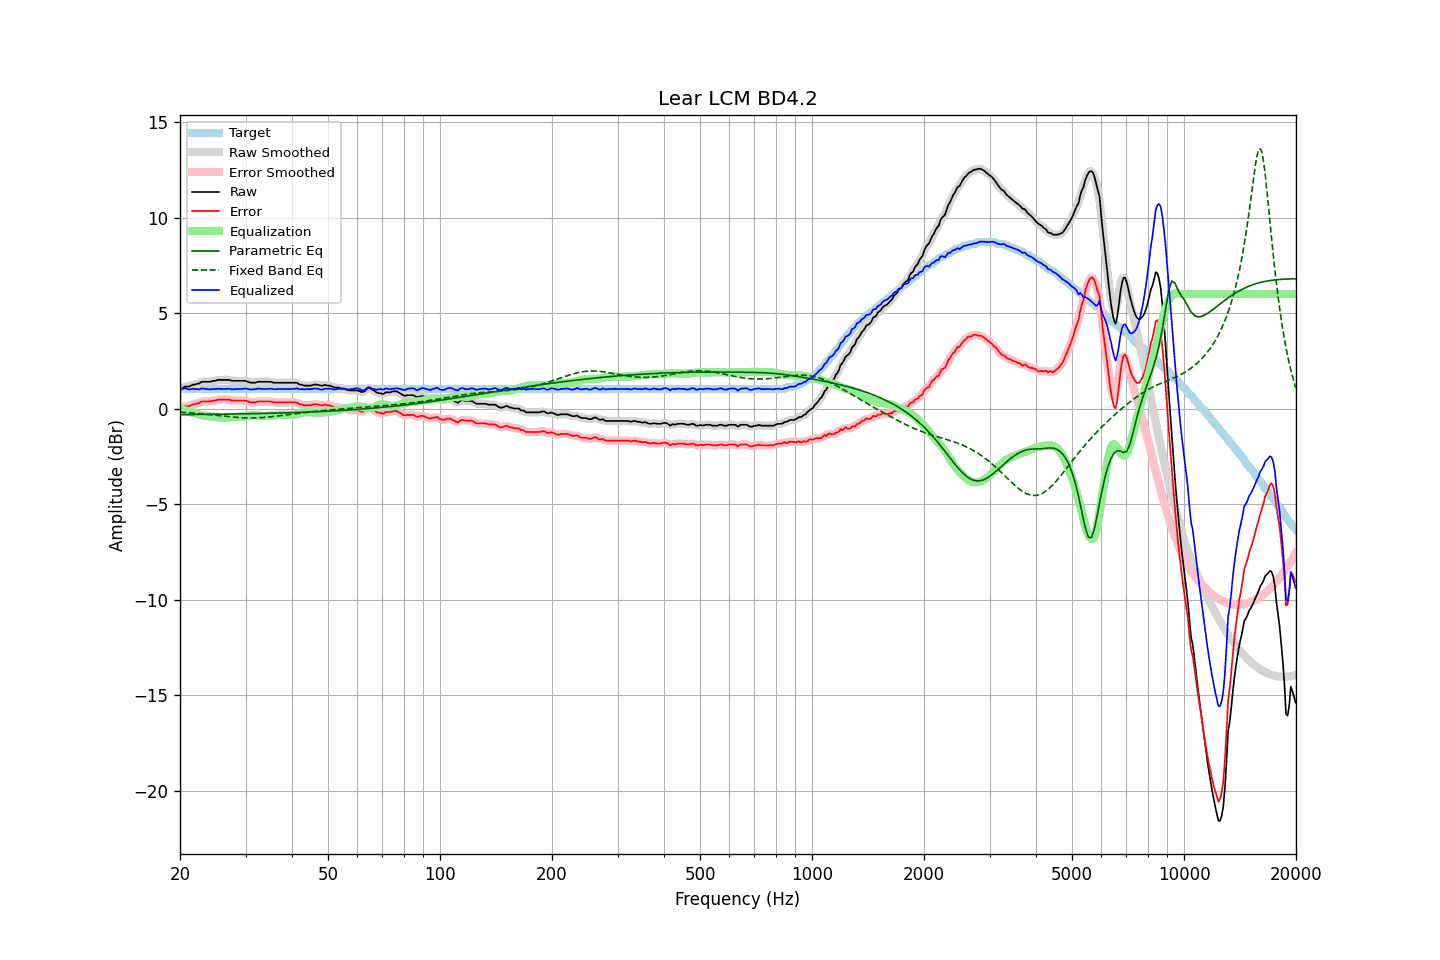 Lear LCM BD4.2
Target
Raw Smoothed
Error Smoothed
Raw
Error
Equalization
Parametric Eq
Fixed Band Eq
Equalized
15
10
5
0
−5
−10
−15
−20
Amplitude (dBr)
20
50
100
200
500
1000
2000
5000
10000
20000
Frequency (Hz)